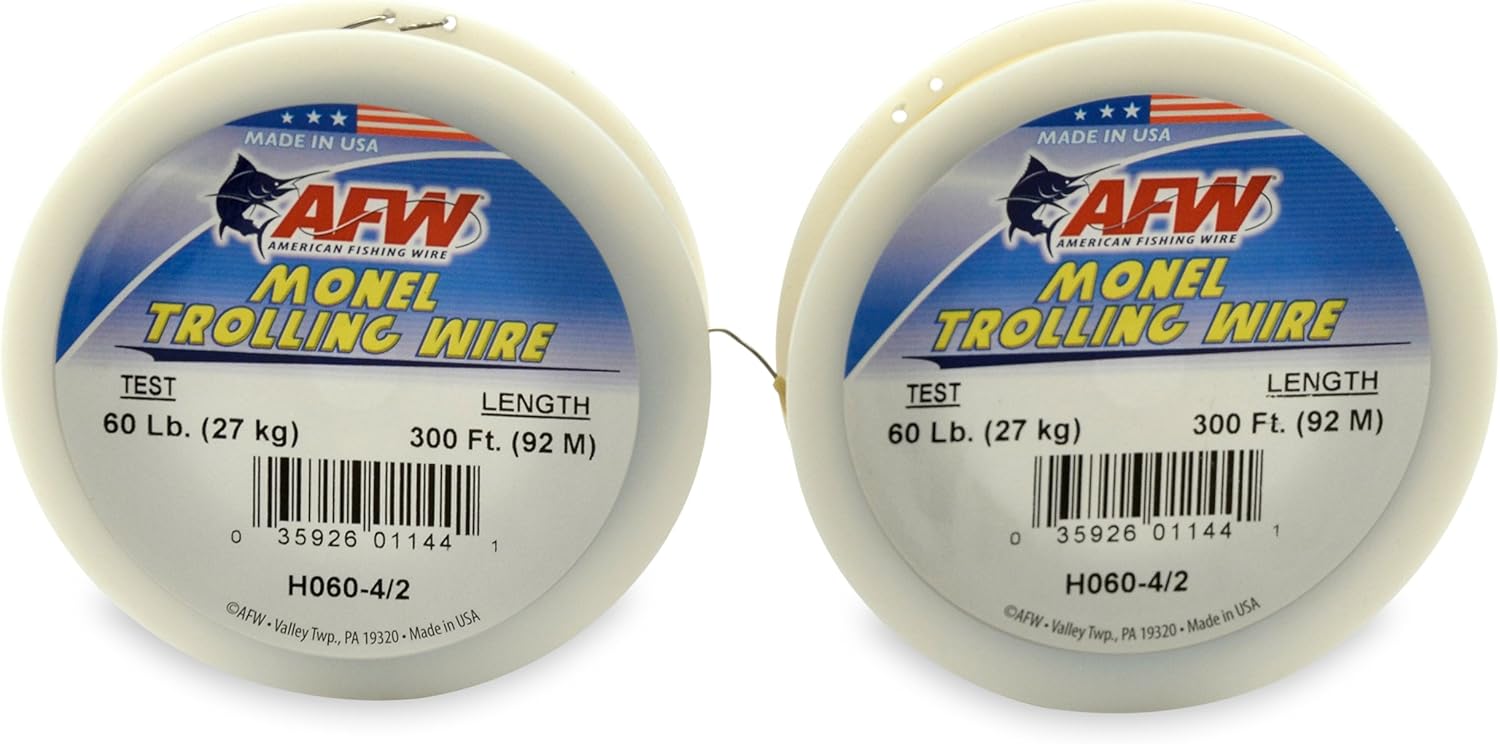 MADE IN USA
AFW
AMERICAN FISHING WIRE
MONEL
TROLLING WIRE
TEST
LENGTH
60 Lb. (27 kg)
300 Ft. (92 M)
0 35926 01144 1
H060-4/2
©AFW • Valley Twp., PA 19320 • Made in USA
MADE IN USA
AFW
AMERICAN FISHING WIRE
MONEL
TROLLING WIRE
TEST
LENGTH
60 Lb. (27 kg)
300 Ft. (92 M)
0 35926 01144 1
H060-4/2
©AFW • Valley Twp., PA 19320 • Made in USA